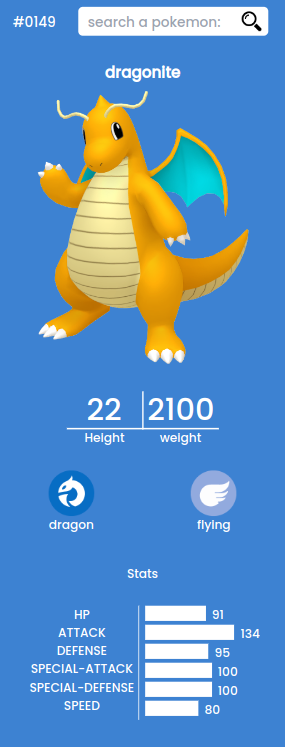 #0149 search a pokemon:
dragonite
22 2100
Height weight
dragon flying
Stats
HP 91
ATTACK 134
DEFENSE 95
SPECIAL-ATTACK 100
SPECIAL-DEFENSE 100
SPEED 80